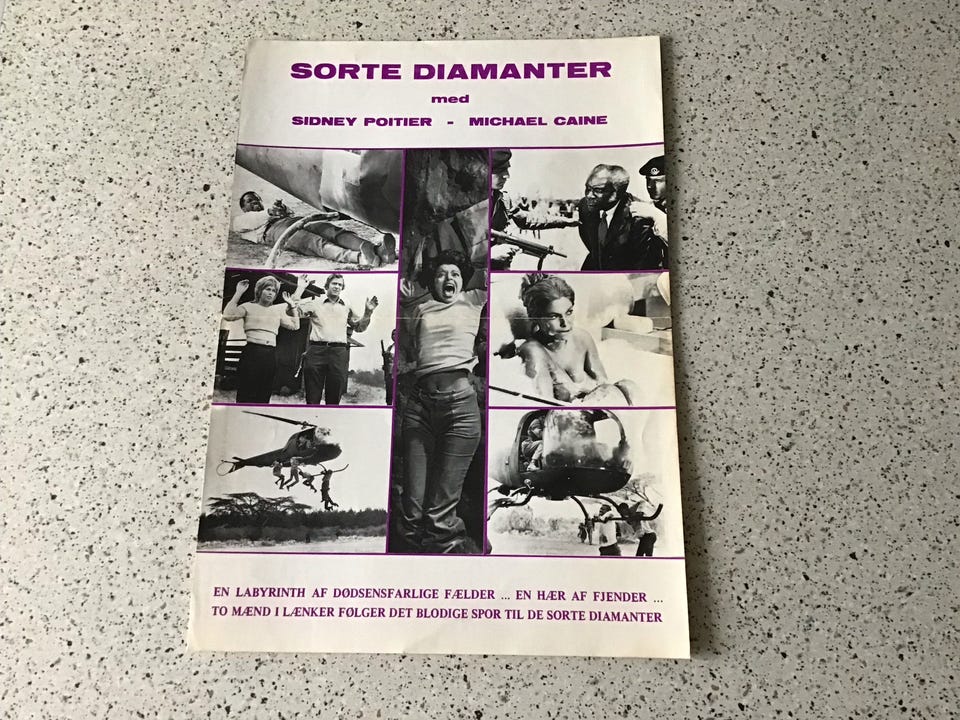 SORTE DIAMANTER
med
SIDNEY POITIER - MICHAEL CAINE
EN LABYRINTH AF DØDSENSFARLIGE FÆLDER ... EN HÆR AF FJENDER ...
TO MÆND I LÆNKER FØLGER DET BLODIGE SPOR TIL DE SORTE DIAMANTER